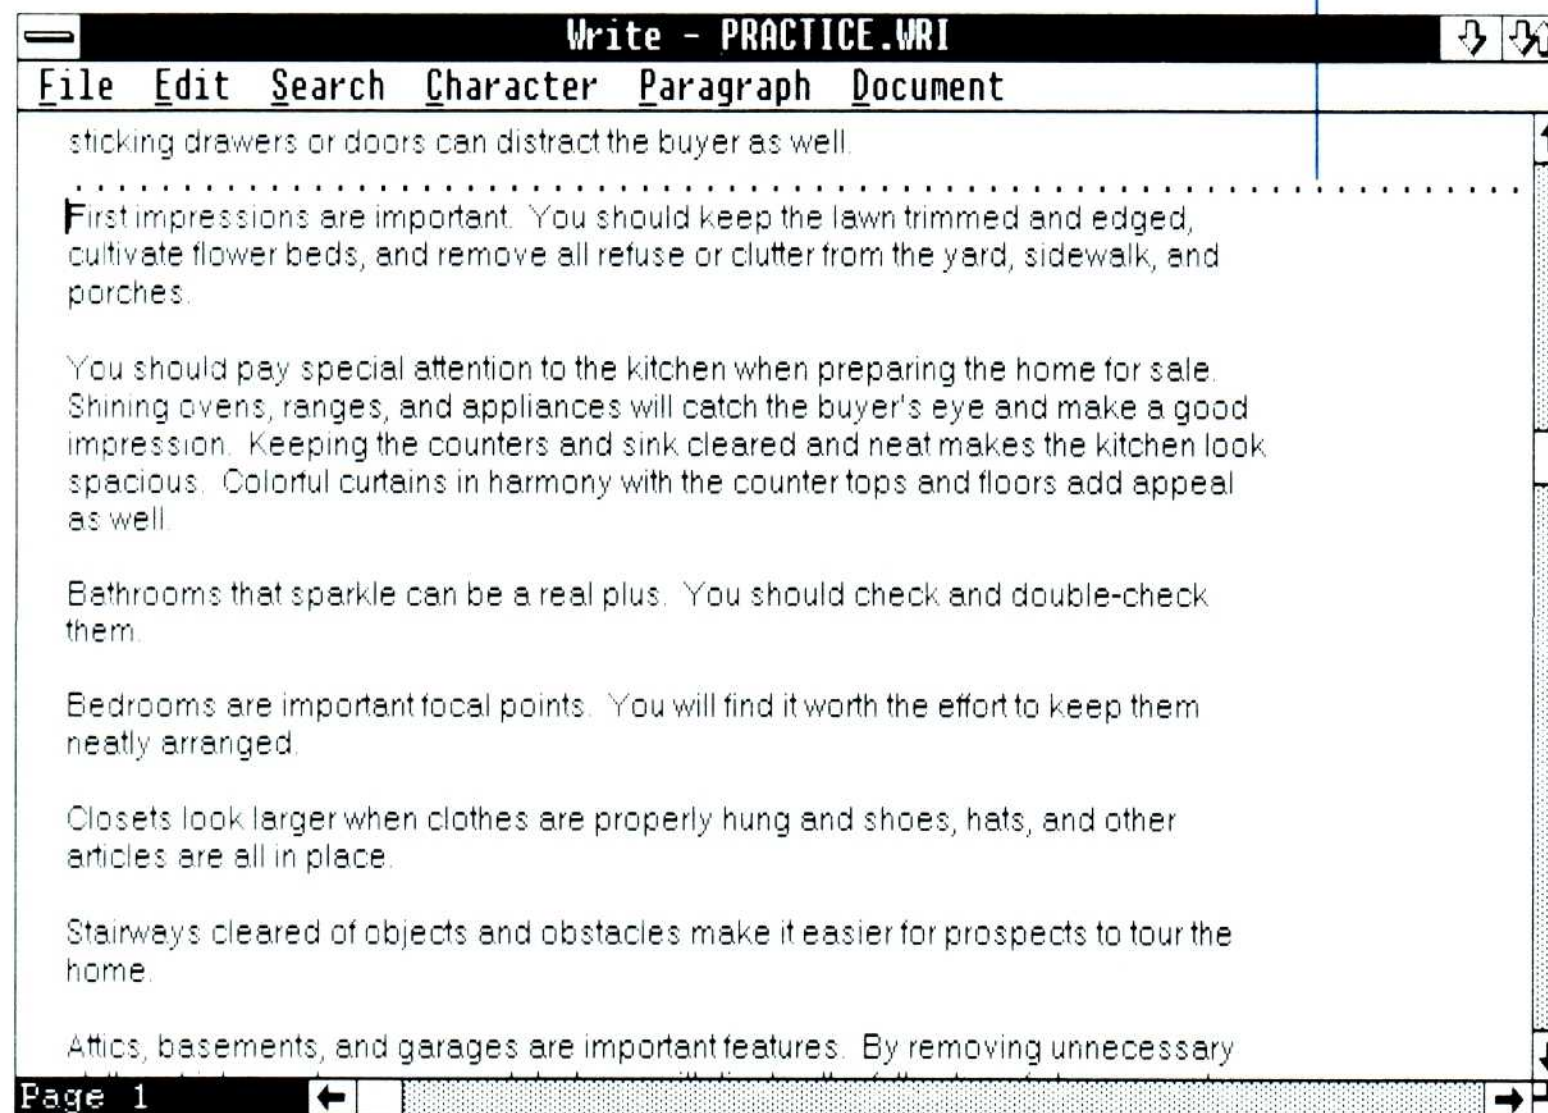 Write - PRACTICE.WRI
File Edit Search Character Paragraph Document
sticking drawers or doors can distract the buyer as well.
First impressions are important. You should keep the lawn trimmed and edged,
cultivate flower beds, and remove all refuse or clutter from the yard, sidewalk, and
porches.
You should pay special attention to the kitchen when preparing the home for sale.
Shining ovens, ranges, and appliances will catch the buyer's eye and make a good
impression. Keeping the counters and sink cleared and neat makes the kitchen look
spacious. Colorful curtains in harmony with the counter tops and floors add appeal
as well.
Bathrooms that sparkle can be a real plus. You should check and double-check
them.
Bedrooms are important focal points. You will find it worth the effort to keep them
neatly arranged.
Closets look larger when clothes are properly hung and shoes, hats, and other
articles are all in place.
Stairways cleared of objects and obstacles make it easier for prospects to tour the
home.
Attics, basements, and garages are important features. By removing unnecessary
Page 1